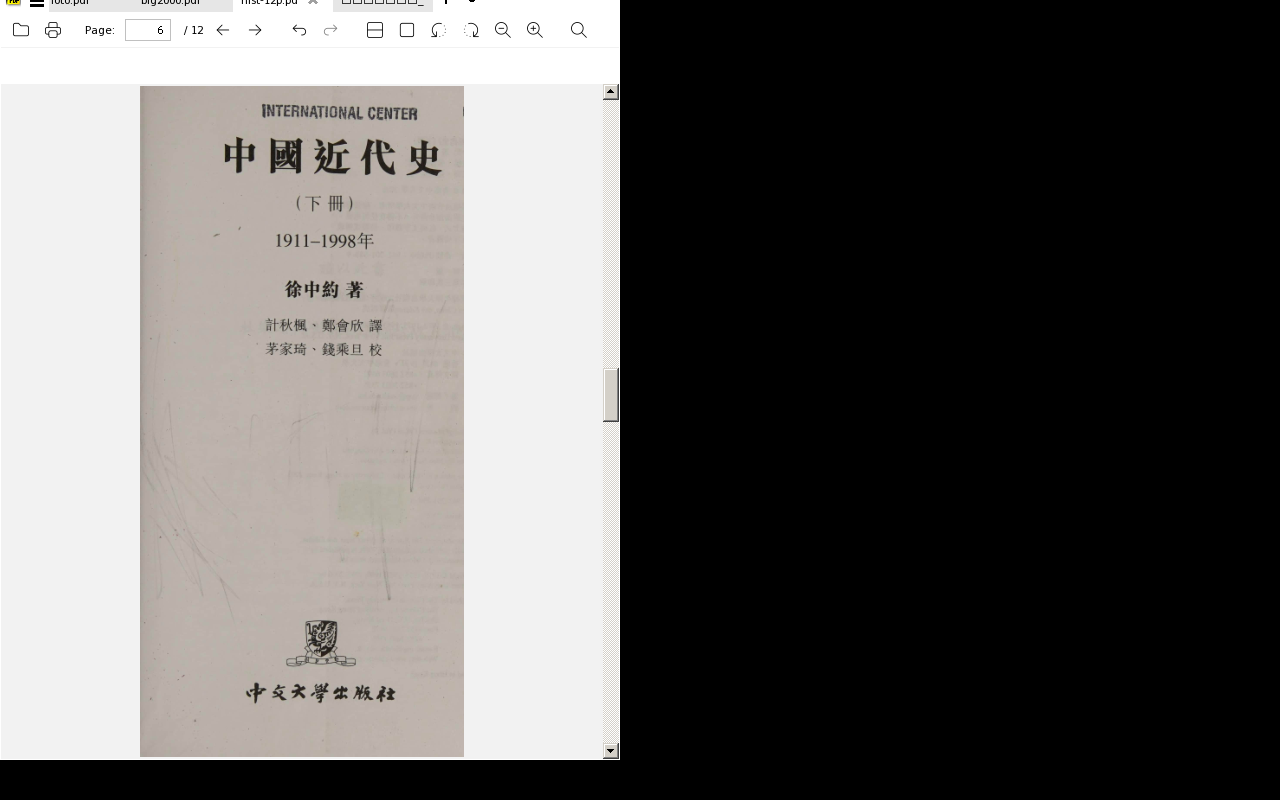 big2000.pdf
Page: 6 / 12
INTERNATIONAL CENTER
中國近代史
(下冊)
1911–1998年
徐中約 著
計秋楓、鄭會欣 譯
茅家琦、錢乘旦 校
中文大學出版社